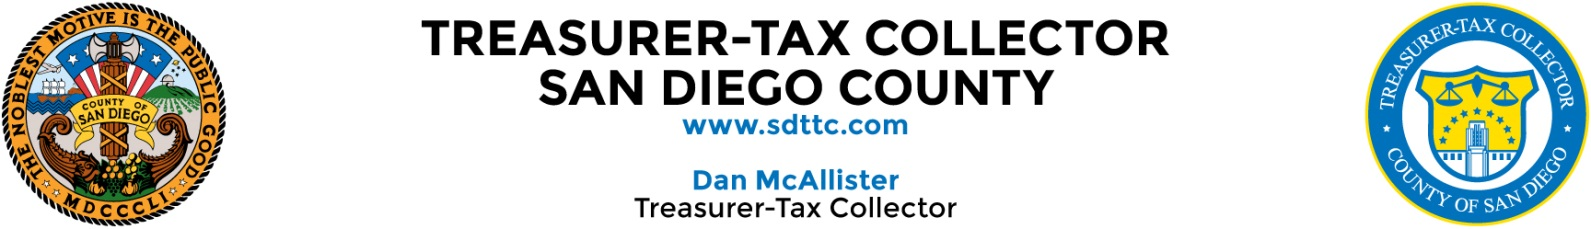 THE NOBLEST MOTIVE IS THE PUBLIC GOOD
COUNTY OF
SAN DIEGO
MDCCCLII
TREASURER-TAX COLLECTOR
SAN DIEGO COUNTY
www.sdttc.com
Dan McAllister
Treasurer-Tax Collector
TREASURER-TAX COLLECTOR
COUNTY OF SAN DIEGO